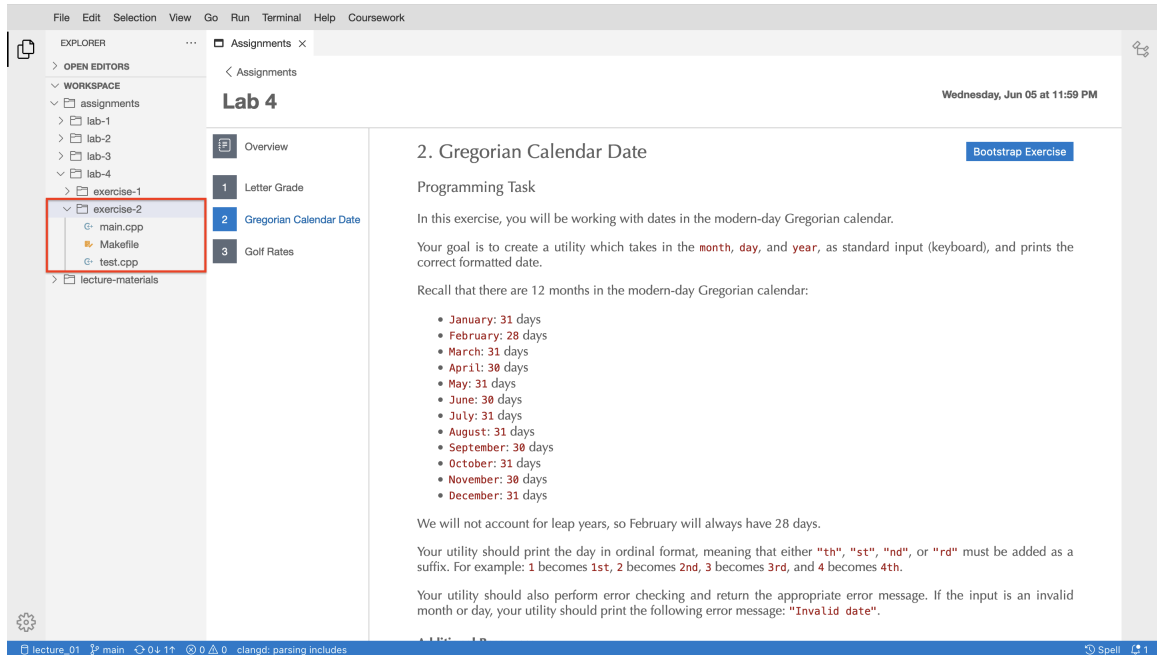 File Edit Selection View Go Run Terminal Help Coursework
EXPLORER
Assignments
OPEN EDITORS
WORKSPACE
assignments
lab-1
lab-2
lab-3
lab-4
exercise-1
exercise-2
main.cpp
Makefile
test.cpp
lecture-materials
Assignments
Lab 4
Wednesday, Jun 05 at 11:59 PM
Overview
1 Letter Grade
2 Gregorian Calendar Date
3 Golf Rates
2. Gregorian Calendar Date
Bootstrap Exercise
Programming Task
In this exercise, you will be working with dates in the modern-day Gregorian calendar.
Your goal is to create a utility which takes in the month, day, and year, as standard input (keyboard), and prints the
correct formatted date.
Recall that there are 12 months in the modern-day Gregorian calendar:
• January: 31 days
• February: 28 days
• March: 31 days
• April: 30 days
• May: 31 days
• June: 30 days
• July: 31 days
• August: 31 days
• September: 30 days
• October: 31 days
• November: 30 days
• December: 31 days
We will not account for leap years, so February will always have 28 days.
Your utility should print the day in ordinal format, meaning that either "th", "st", "nd", or "rd" must be added as a
suffix. For example: 1 becomes 1st, 2 becomes 2nd, 3 becomes 3rd, and 4 becomes 4th.
Your utility should also perform error checking and return the appropriate error message. If the input is an invalid
month or day, your utility should print the following error message: "Invalid date".
lecture_01 main 0↓ 1↑ 0 0 clangd: parsing includes
Spell 1